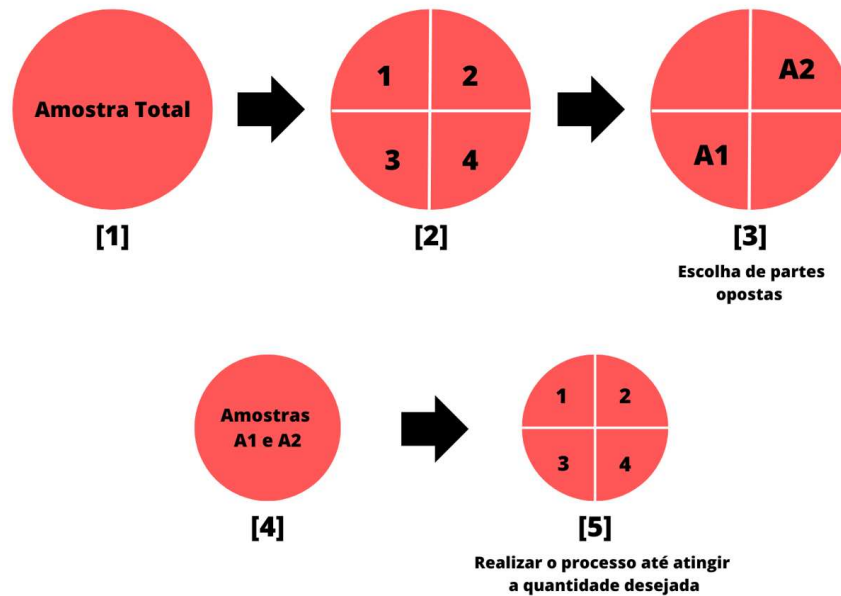 Amostra Total
1
2
3
4
A2
A1
[1]
[2]
[3]
Escolha de partes
opostas
Amostras
A1 e A2
1
2
3
4
[4]
[5]
Realizar o processo até atingir
a quantidade desejada